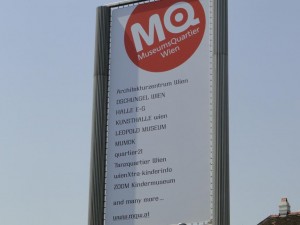 MQ
MuseumsQuartier
Wien
Architekturzentrum Wien
DSCHUNGEL WIEN
HALLE E+G
KUNSTHALLE wien
LEOPOLD MUSEUM
MUMOK
quartier21
Tanzquartier Wien
wienXtra-kinderinfo
ZOOM Kindermuseum
and many more...
www.mqw.at